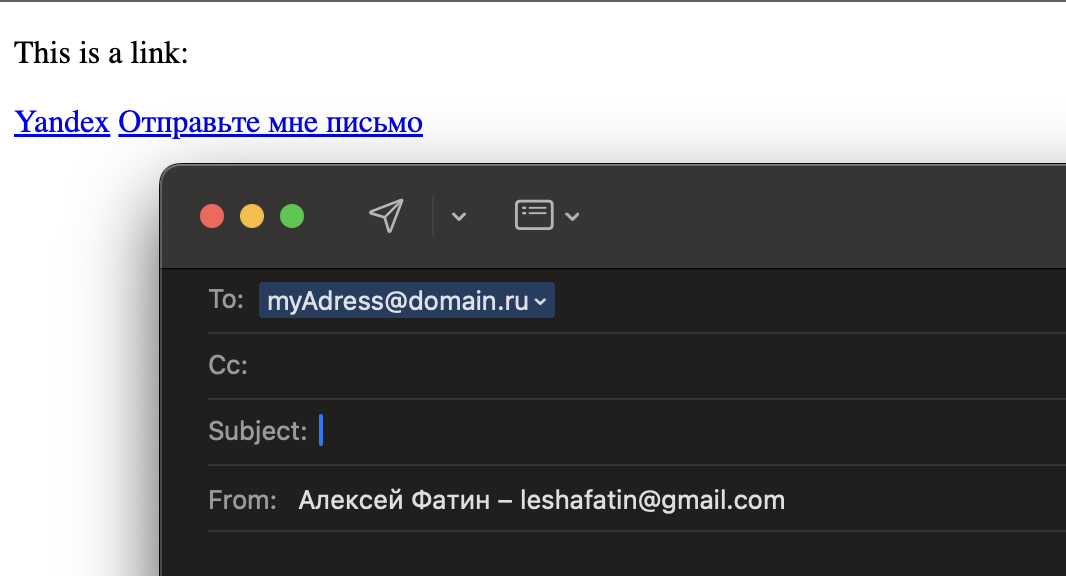 This is a link:
Yandex Отправьте мне письмо
To: myAdress@domain.ru
Cc:
Subject:
From: Алексей Фатин – leshafatin@gmail.com